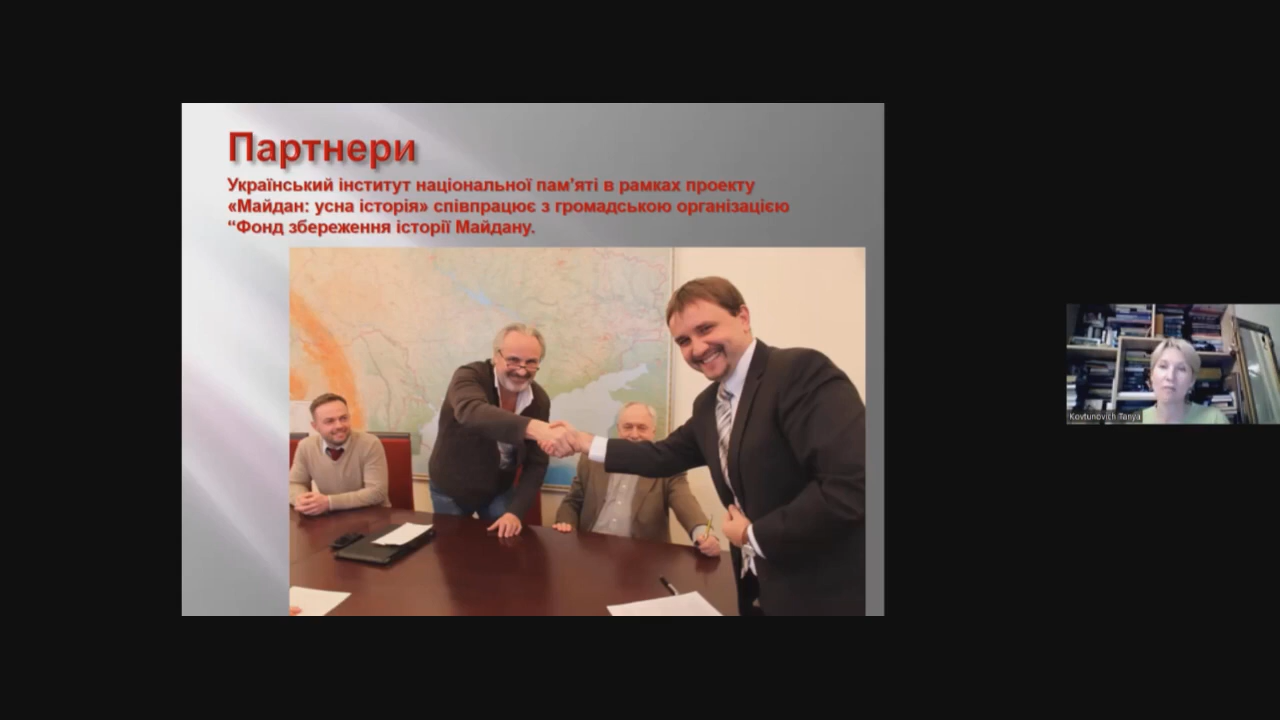 Партнери
Український інститут національної пам’яті в рамках проекту
«Майдан: усна історія» співпрацює з громадською організацією
“Фонд збереження історії Майдану.
Kovtunovich Tanya